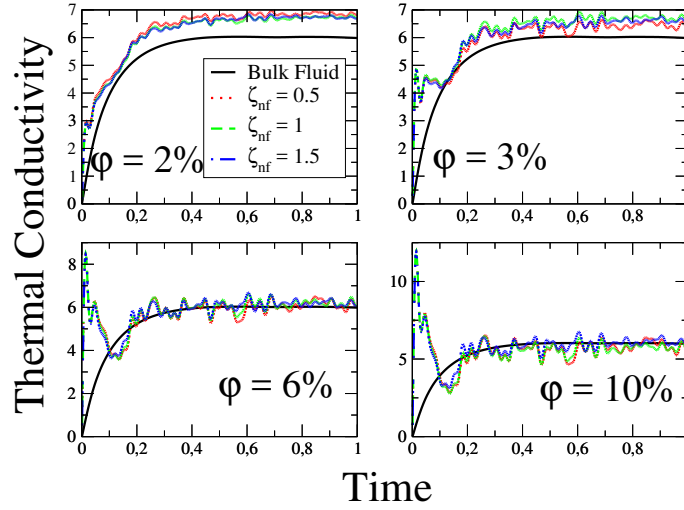 Thermal Conductivity
7
6
5
4
3
2
1
0
Bulk Fluid
ζnf = 0.5
ζnf = 1
ζnf = 1.5
φ = 2%
0 0,2 0,4 0,6 0,8 1
7
6
5
4
3
2
1
0
φ = 3%
0 0,2 0,4 0,6 0,8
8
6
4
2
0
φ = 6%
0 0,2 0,4 0,6 0,8 1
10
5
0
φ = 10%
0 0,2 0,4 0,6 0,8
Time